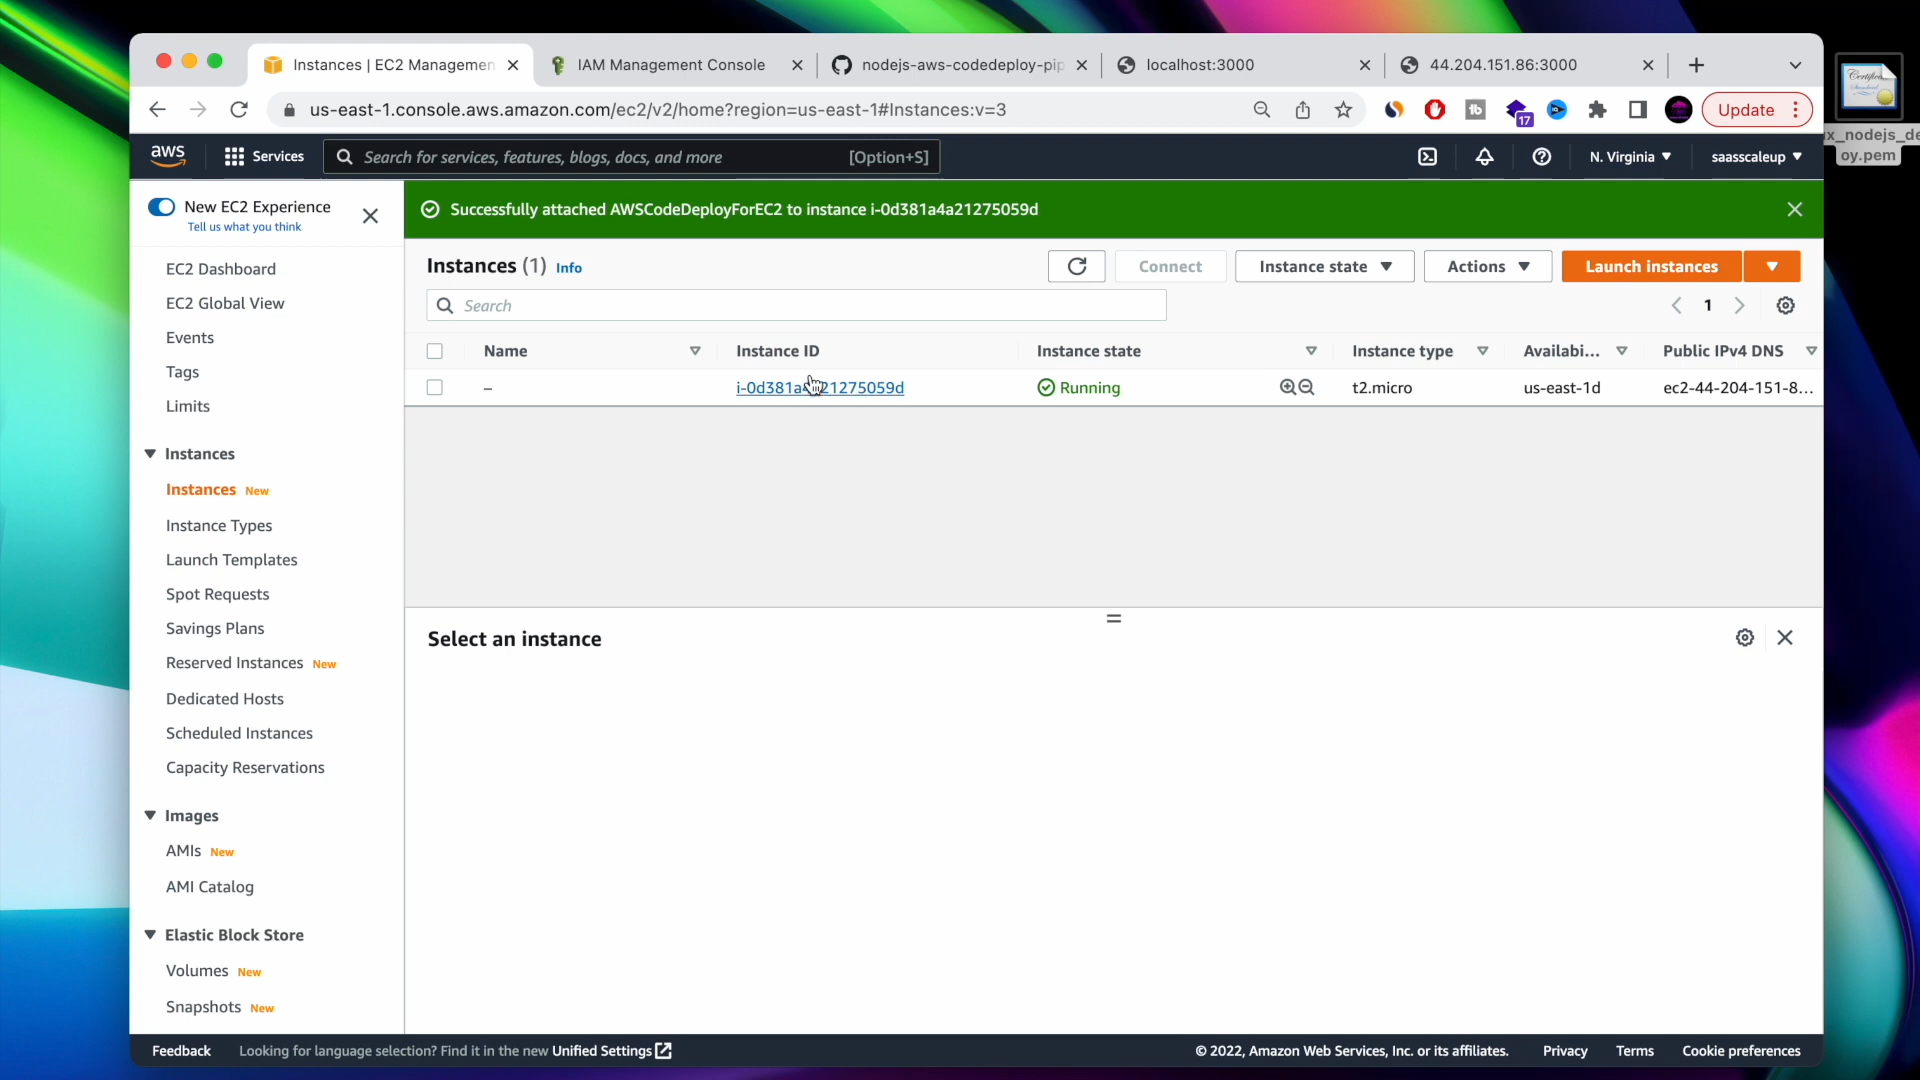 Instances | EC2 Managemen
IAM Management Console
nodejs-aws-codedeploy-pip
localhost:3000
44.204.151.86:3000
us-east-1.console.aws.amazon.com/ec2/v2/home?region=us-east-1#Instances:v=3
17
Update
x_nodejs_de
oy.pem
aws
Services
Search for services, features, blogs, docs, and more
[Option+S]
N. Virginia
saasscaleup
New EC2 Experience
Tell us what you think
EC2 Dashboard
EC2 Global View
Events
Tags
Limits
Instances
Instances New
Instance Types
Launch Templates
Spot Requests
Savings Plans
Reserved Instances New
Dedicated Hosts
Scheduled Instances
Capacity Reservations
Images
AMIs New
AMI Catalog
Elastic Block Store
Volumes New
Snapshots New
Successfully attached AWSCodeDeployForEC2 to instance i-0d381a4a21275059d
Instances (1) Info
Connect
Instance state
Actions
Launch instances
Search
1
Name
Instance ID
Instance state
Instance type
Availabi...
Public IPv4 DNS
–
Running
t2.micro
us-east-1d
ec2-44-204-151-8...
Select an instance
Feedback
Looking for language selection? Find it in the new Unified Settings
© 2022, Amazon Web Services, Inc. or its affiliates.
Privacy
Terms
Cookie preferences